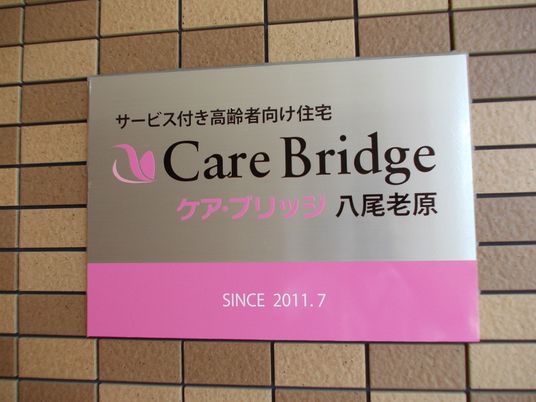 サービス付き高齢者向け住宅
Care Bridge
ケア・ブリッジ 八尾老原
SINCE 2011.7